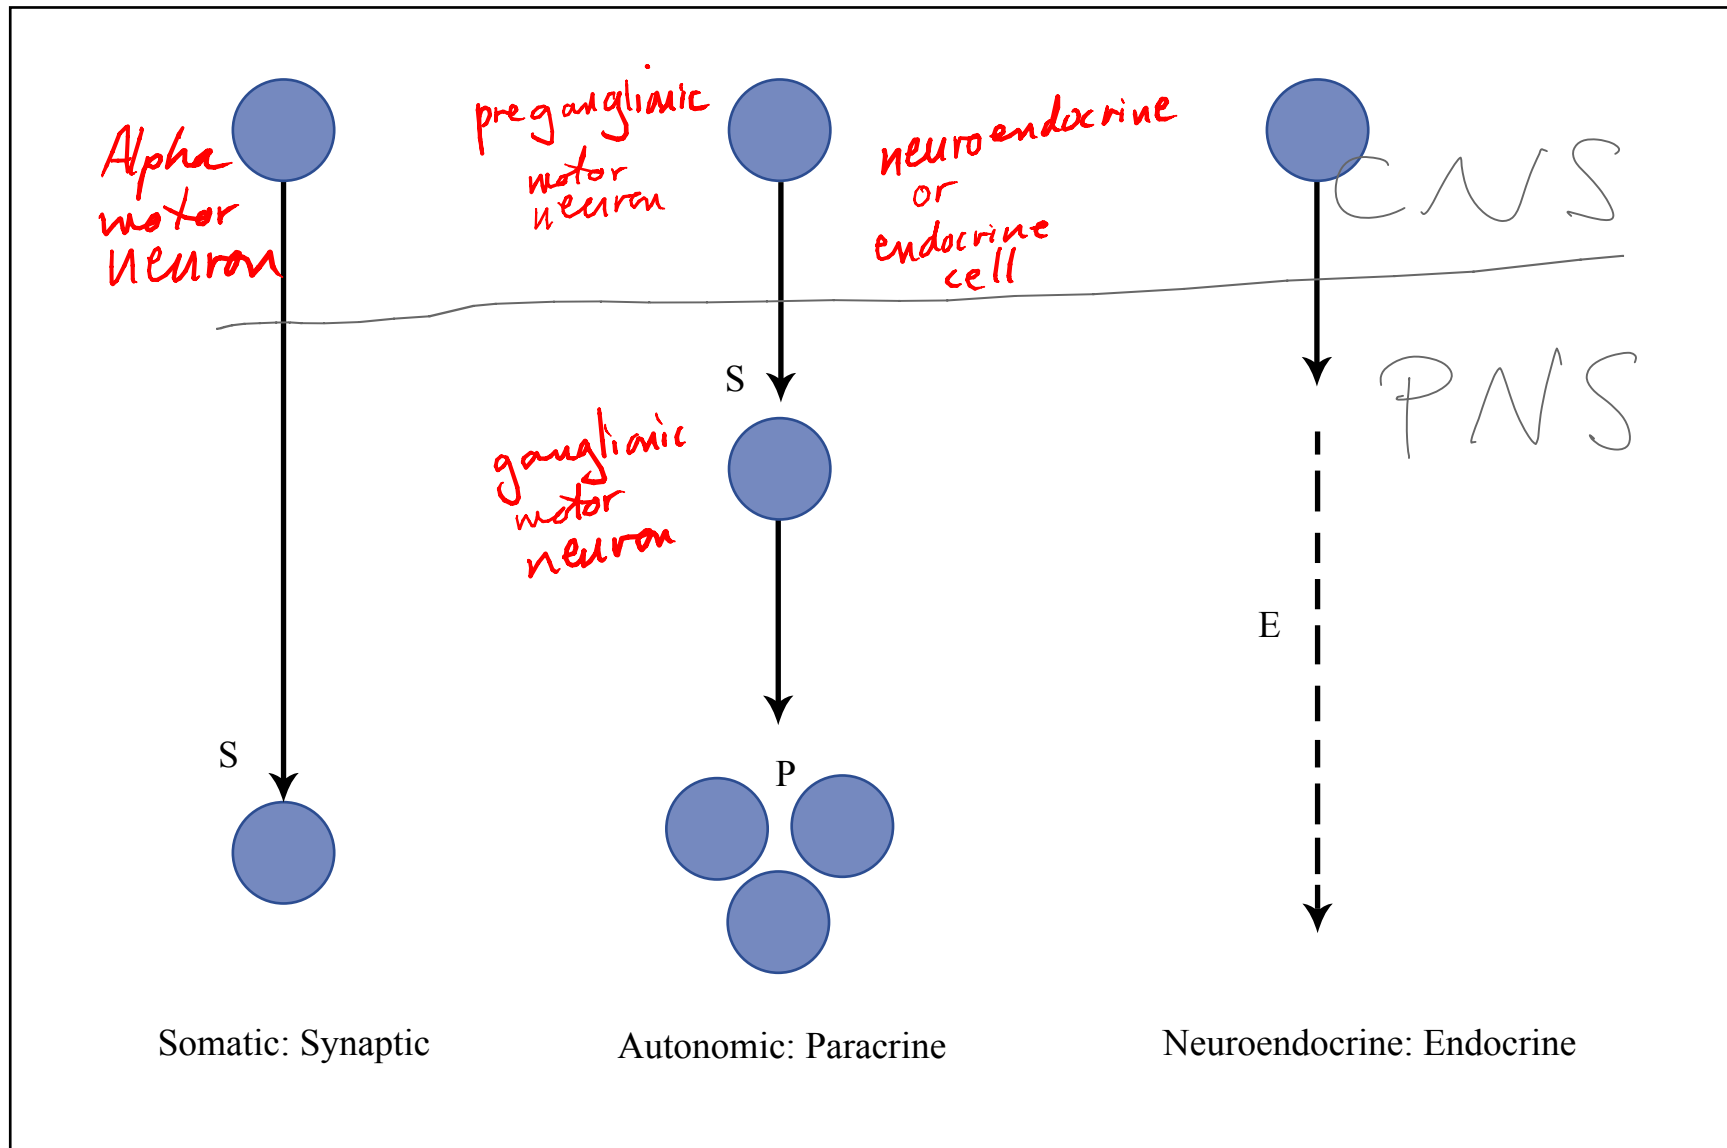 Alpha
motor
neuron
preganglionic
motor
neuron
neuroendocrine
or
endocrine
cell
CNS
PNS
S
ganglionic
motor
neuron
E
S
P
Somatic: Synaptic
Autonomic: Paracrine
Neuroendocrine: Endocrine